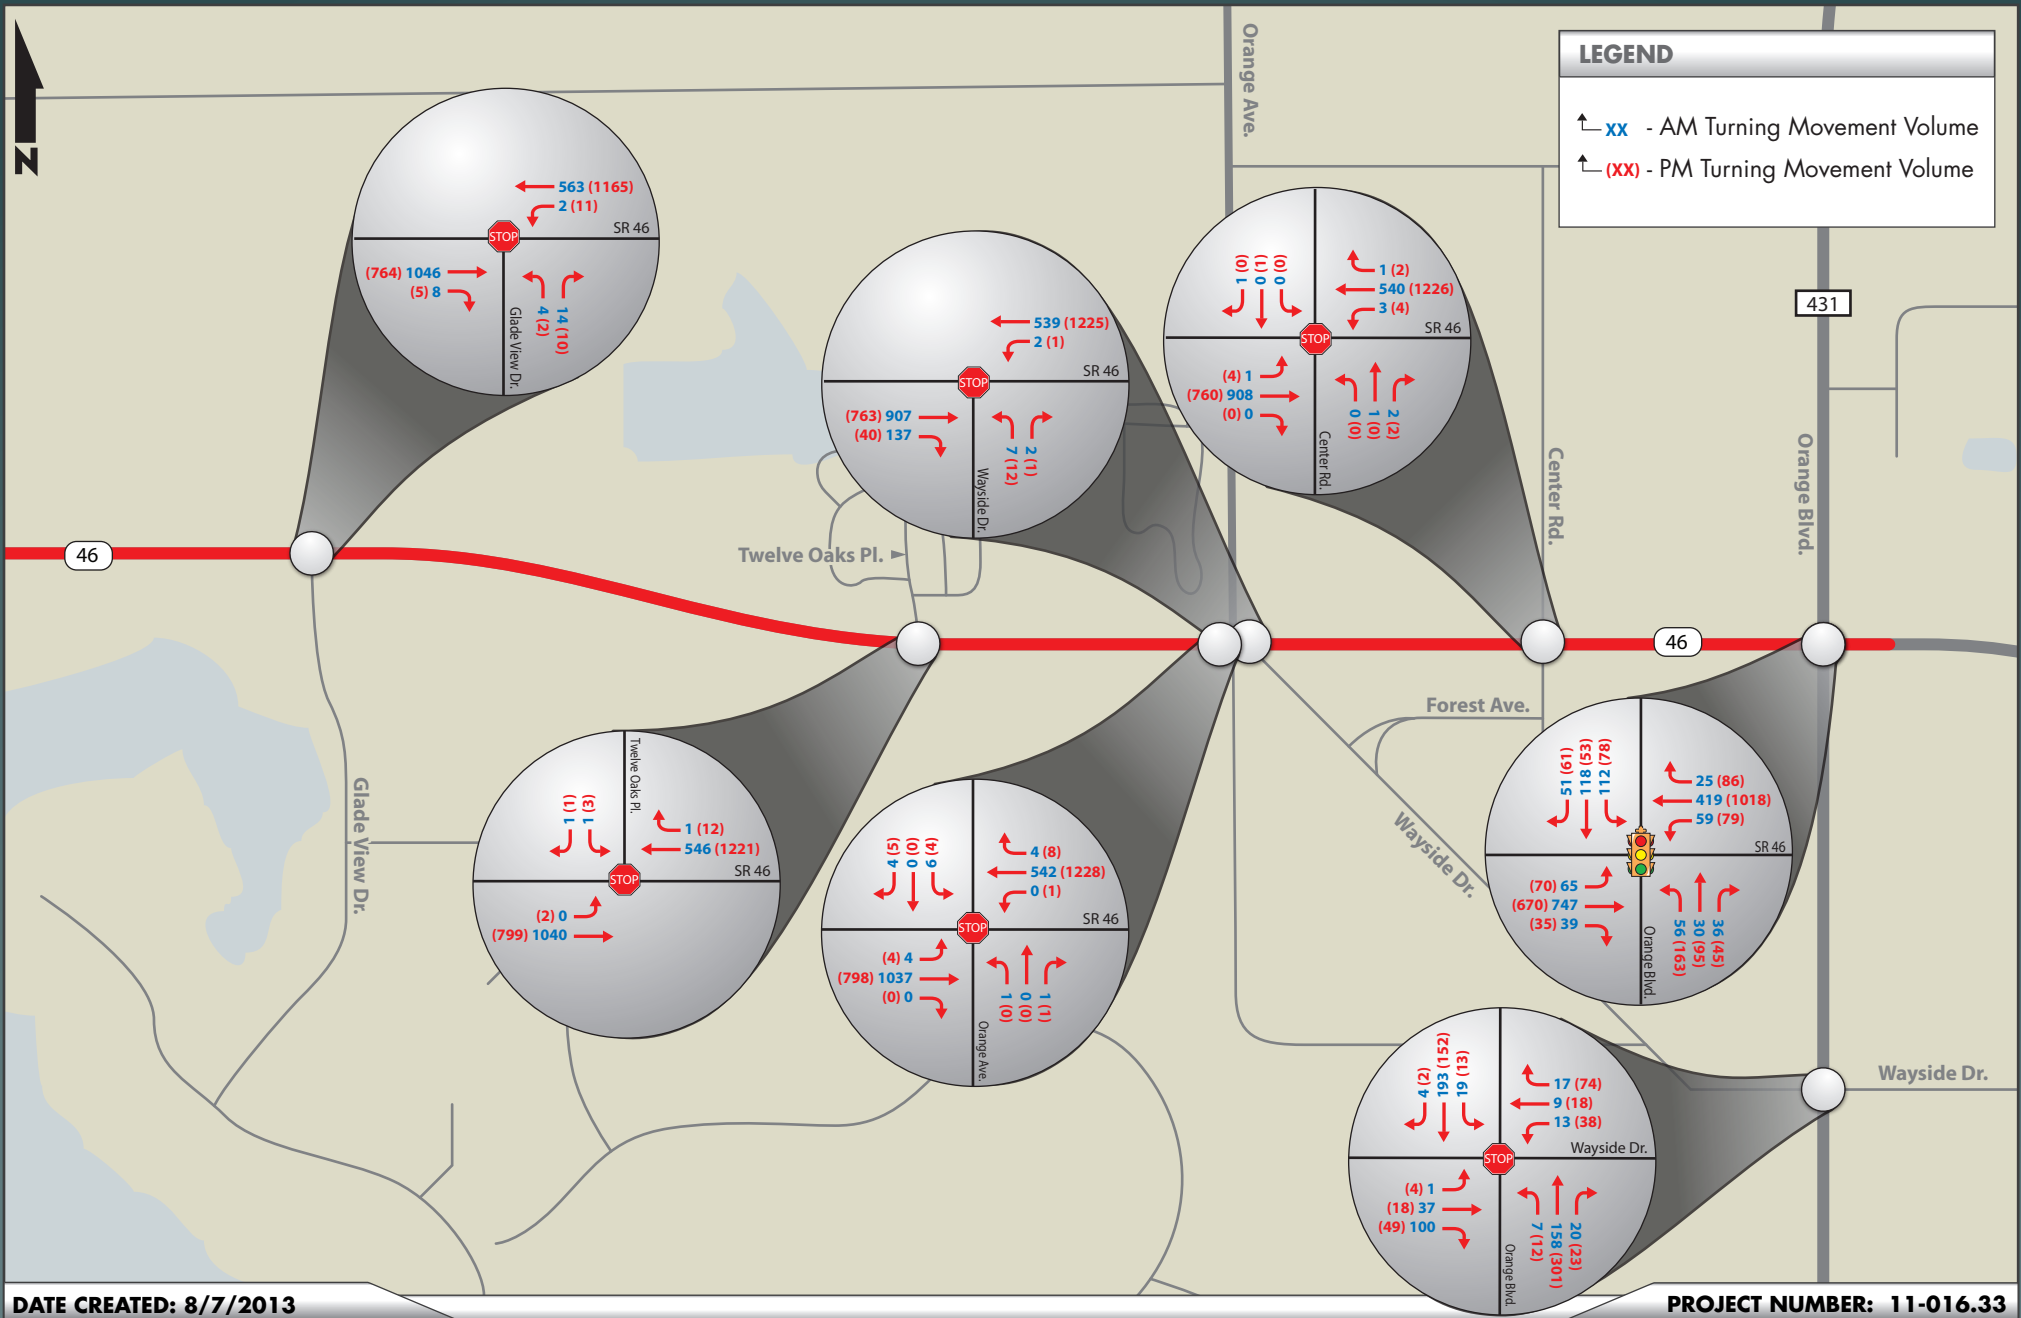 LEGEND
XX - AM Turning Movement Volume
(XX) - PM Turning Movement Volume
N
Orange Ave.
563 (1165)
2 (11)
SR 46
STOP
(764) 1046
(5) 8
4 (2)
14 (10)
Glade View Dr.
539 (1225)
2 (1)
SR 46
STOP
(763) 907
(40) 137
7 (12)
2 (1)
Wayside Dr.
1 (0)
0 (1)
0 (0)
1 (2)
540 (1226)
3 (4)
SR 46
STOP
(4) 1
(760) 908
(0) 0
0 (0)
1 (0)
2 (2)
Center Rd.
431
Center Rd.
Orange Blvd.
46
Twelve Oaks Pl.
46
Forest Ave.
Wayside Dr.
Glade View Dr.
Twelve Oaks Pl.
1 (1)
1 (3)
1 (12)
546 (1221)
SR 46
STOP
(2) 0
(799) 1040
4 (5)
0 (0)
6 (4)
4 (8)
542 (1228)
0 (1)
SR 46
STOP
(4) 4
(798) 1037
(0) 0
1 (0)
0 (0)
1 (1)
Orange Ave.
51 (61)
118 (53)
112 (78)
25 (86)
419 (1018)
59 (79)
SR 46
(70) 65
(670) 747
(35) 39
56 (163)
30 (95)
36 (45)
Orange Blvd.
4 (2)
193 (152)
19 (13)
17 (74)
9 (18)
13 (38)
Wayside Dr.
STOP
(4) 1
(18) 37
(49) 100
7 (12)
158 (301)
20 (23)
Orange Blvd.
Wayside Dr.
DATE CREATED: 8/7/2013
PROJECT NUMBER: 11-016.33